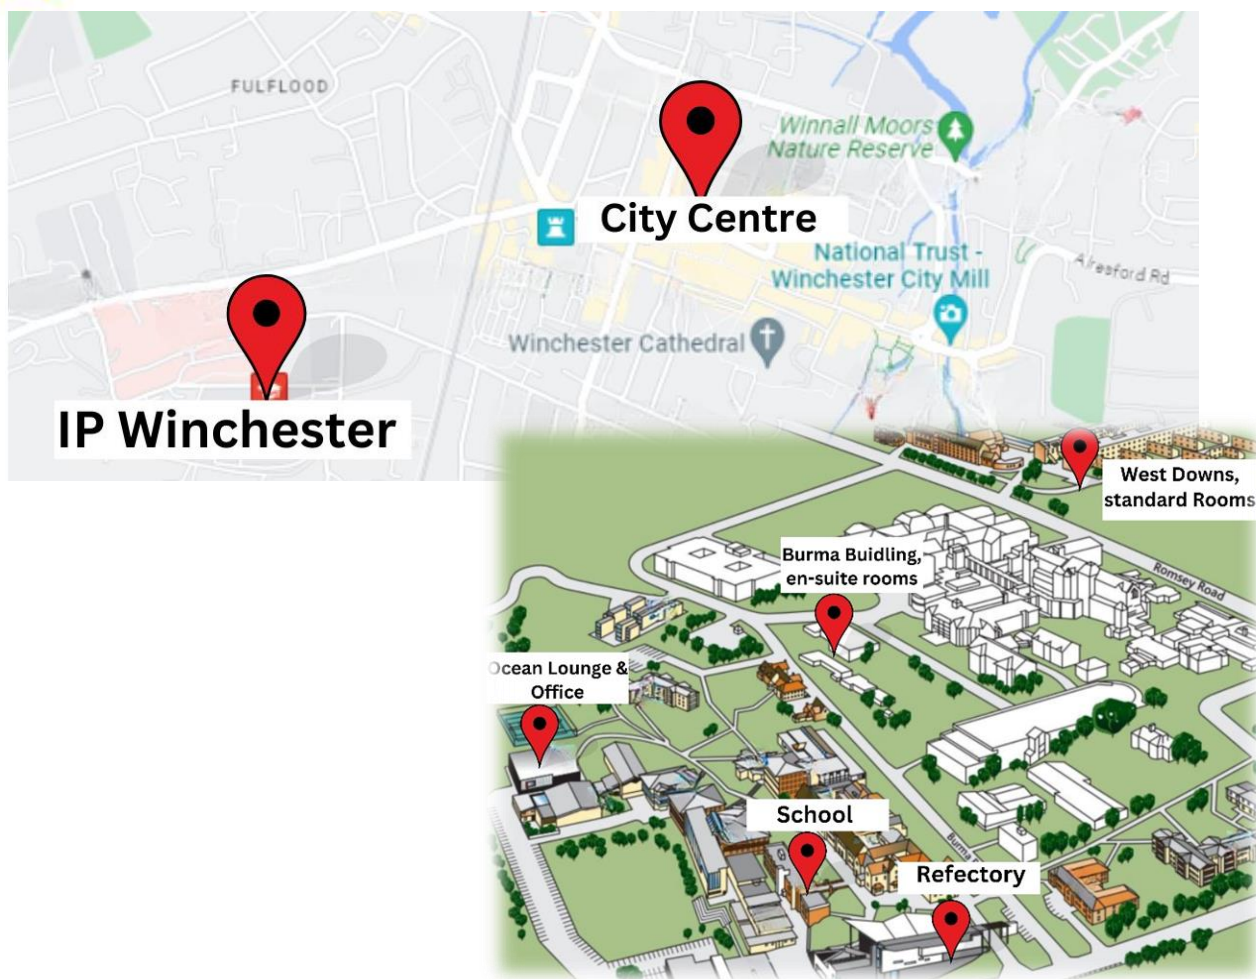 FULFLOOD
Winnall Moors
Nature Reserve
City Centre
National Trust -
Winchester City Mill
Alresford Rd
Winchester Cathedral
IP Winchester
West Downs,
standard Rooms
Burma Buidling,
en-suite rooms
Romsey Road
Ocean Lounge &
Office
School
Burma
Refectory